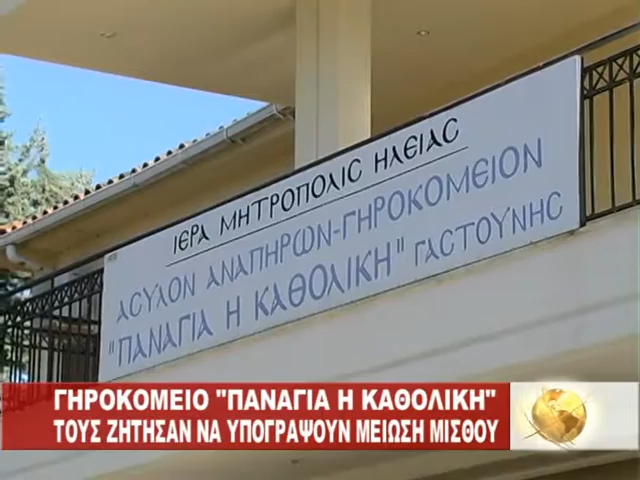 ΙΕΡΑ ΜΗΤΡΟΠΟΛΙΣ ΗΛΕΙΑΣ
ΑΣΥΛΟΝ ΑΝΑΠΗΡΩΝ-ΓΗΡΟΚΟΜΕΙΟΝ
"ΠΑΝΑΓΙΑ Η ΚΑΘΟΛΙΚΗ" ΓΑΣΤΟΥΝΗΣ
ΓΗΡΟΚΟΜΕΙΟ "ΠΑΝΑΓΙΑ Η ΚΑΘΟΛΙΚΗ"
ΤΟΥΣ ΖΗΤΗΣΑΝ ΝΑ ΥΠΟΓΡΑΨΟΥΝ ΜΕΙΩΣΗ ΜΙΣΘΟΥ